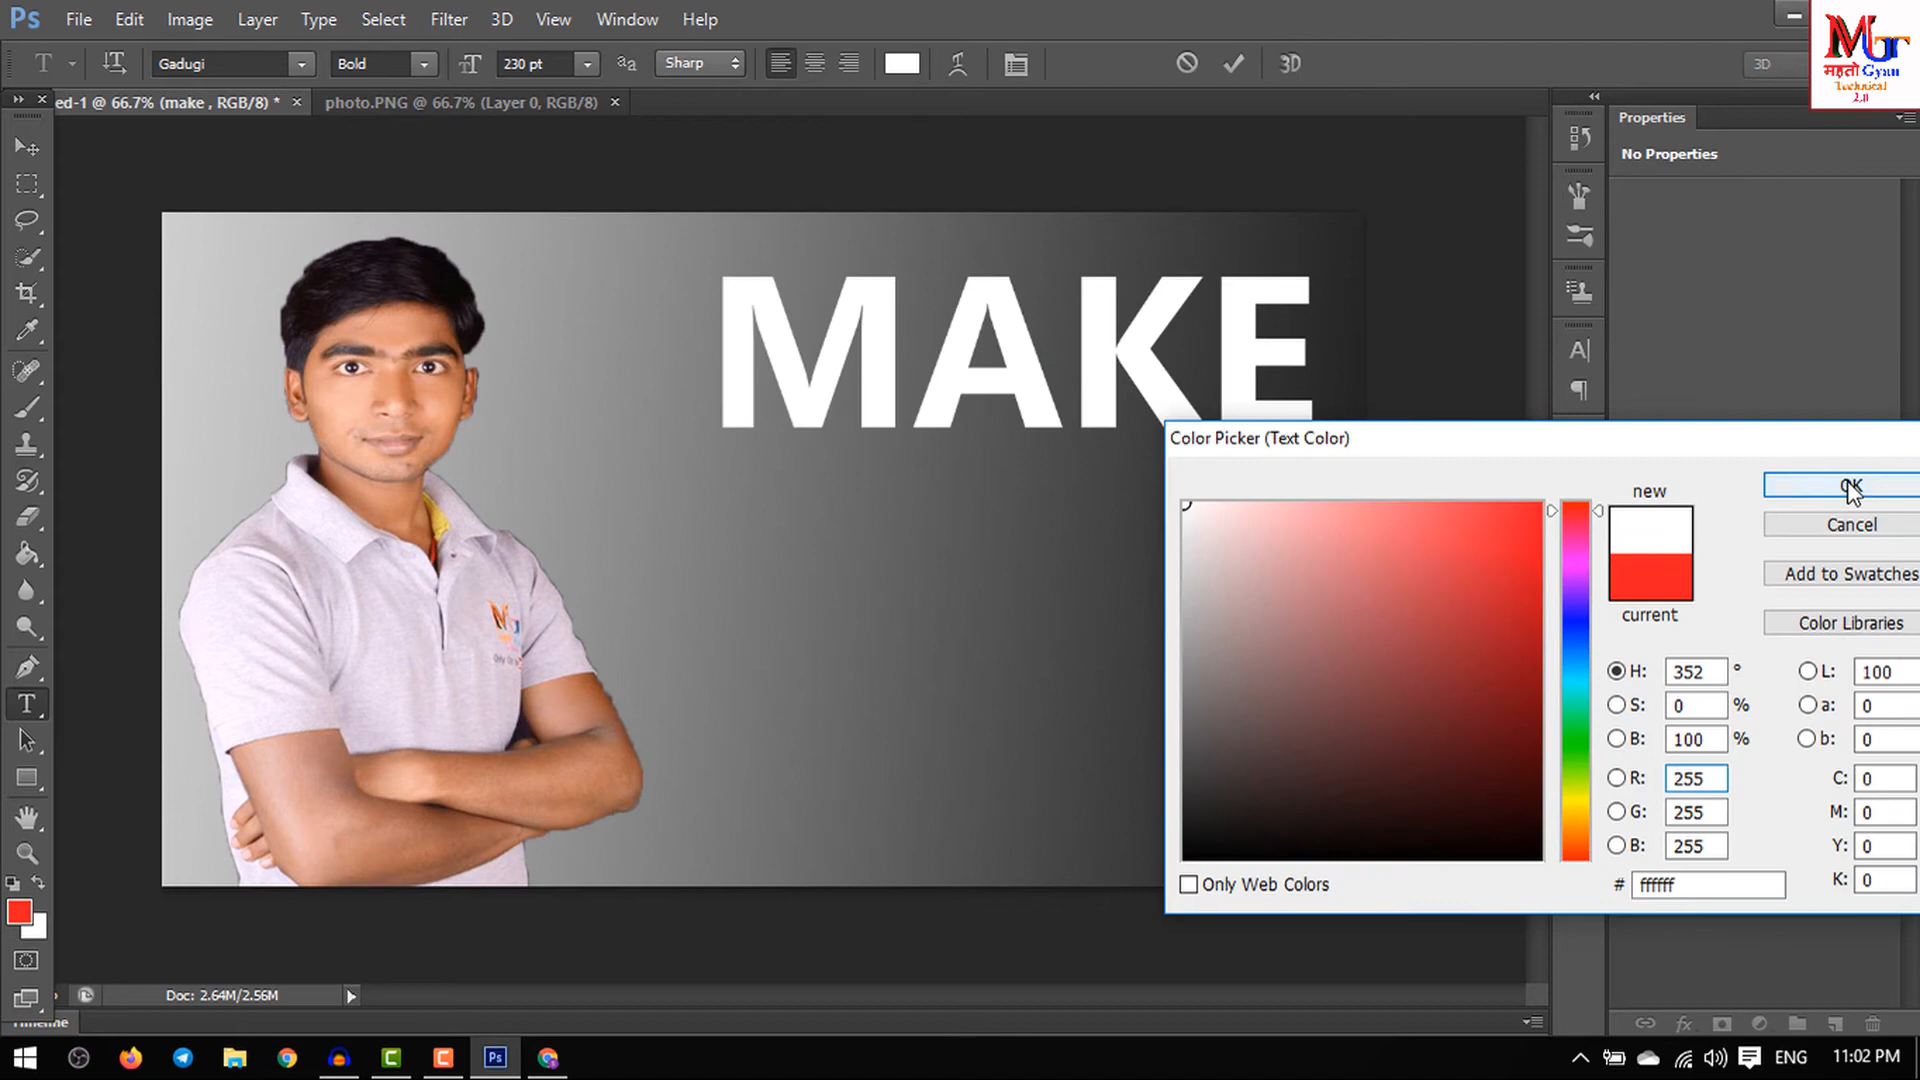 Ps File Edit Image Layer Type Select Filter 3D View Window Help
T Gadugi Bold 230 pt aa Sharp 3D 3D
MGT
महतो Gyan
Technical
2.0
ed-1 @ 66.7% (make , RGB/8) * × photo.PNG @ 66.7% (Layer 0, RGB/8) ×
Properties
No Properties
MAKE
Color Picker (Text Color)
new
current
OK
Cancel
Add to Swatches
Color Libraries
H: 352 ° L: 100
S: 0 % a: 0
B: 100 % b: 0
R: 255 C: 0
G: 255 M: 0
B: 255 Y: 0
# ffffff K: 0
Only Web Colors
Doc: 2.64M/2.56M
Timeline
ENG 11:02 PM